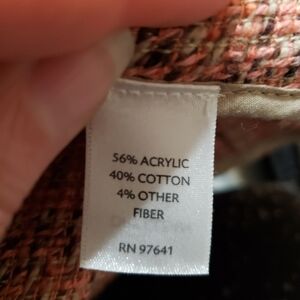 56% ACRYLIC
40% COTTON
4% OTHER
FIBER
RN 97641